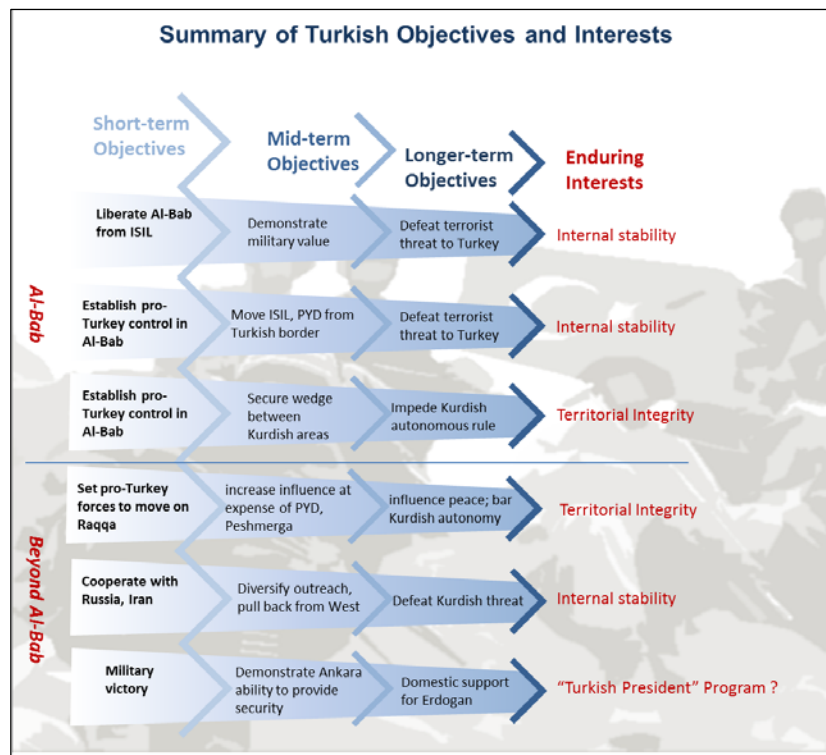 Summary of Turkish Objectives and Interests
Short-term
Objectives
Mid-term
Objectives
Longer-term
Objectives
Enduring
Interests
Al-Bab
Liberate Al-Bab
from ISIL
Demonstrate
military value
Defeat terrorist
threat to Turkey
Internal stability
Establish pro-
Turkey control in
Al-Bab
Move ISIL, PYD from
Turkish border
Defeat terrorist
threat to Turkey
Internal stability
Establish pro-
Turkey control in
Al-Bab
Secure wedge
between
Kurdish areas
Impede Kurdish
autonomous rule
Territorial Integrity
Beyond Al-Bab
Set pro-Turkey
forces to move on
Raqqa
increase influence at
expense of PYD,
Peshmerga
influence peace; bar
Kurdish autonomy
Territorial Integrity
Cooperate with
Russia, Iran
Diversify outreach,
pull back from West
Defeat Kurdish threat
Internal stability
Military
victory
Demonstrate Ankara
ability to provide
security
Domestic support
for Erdogan
“Turkish President” Program ?